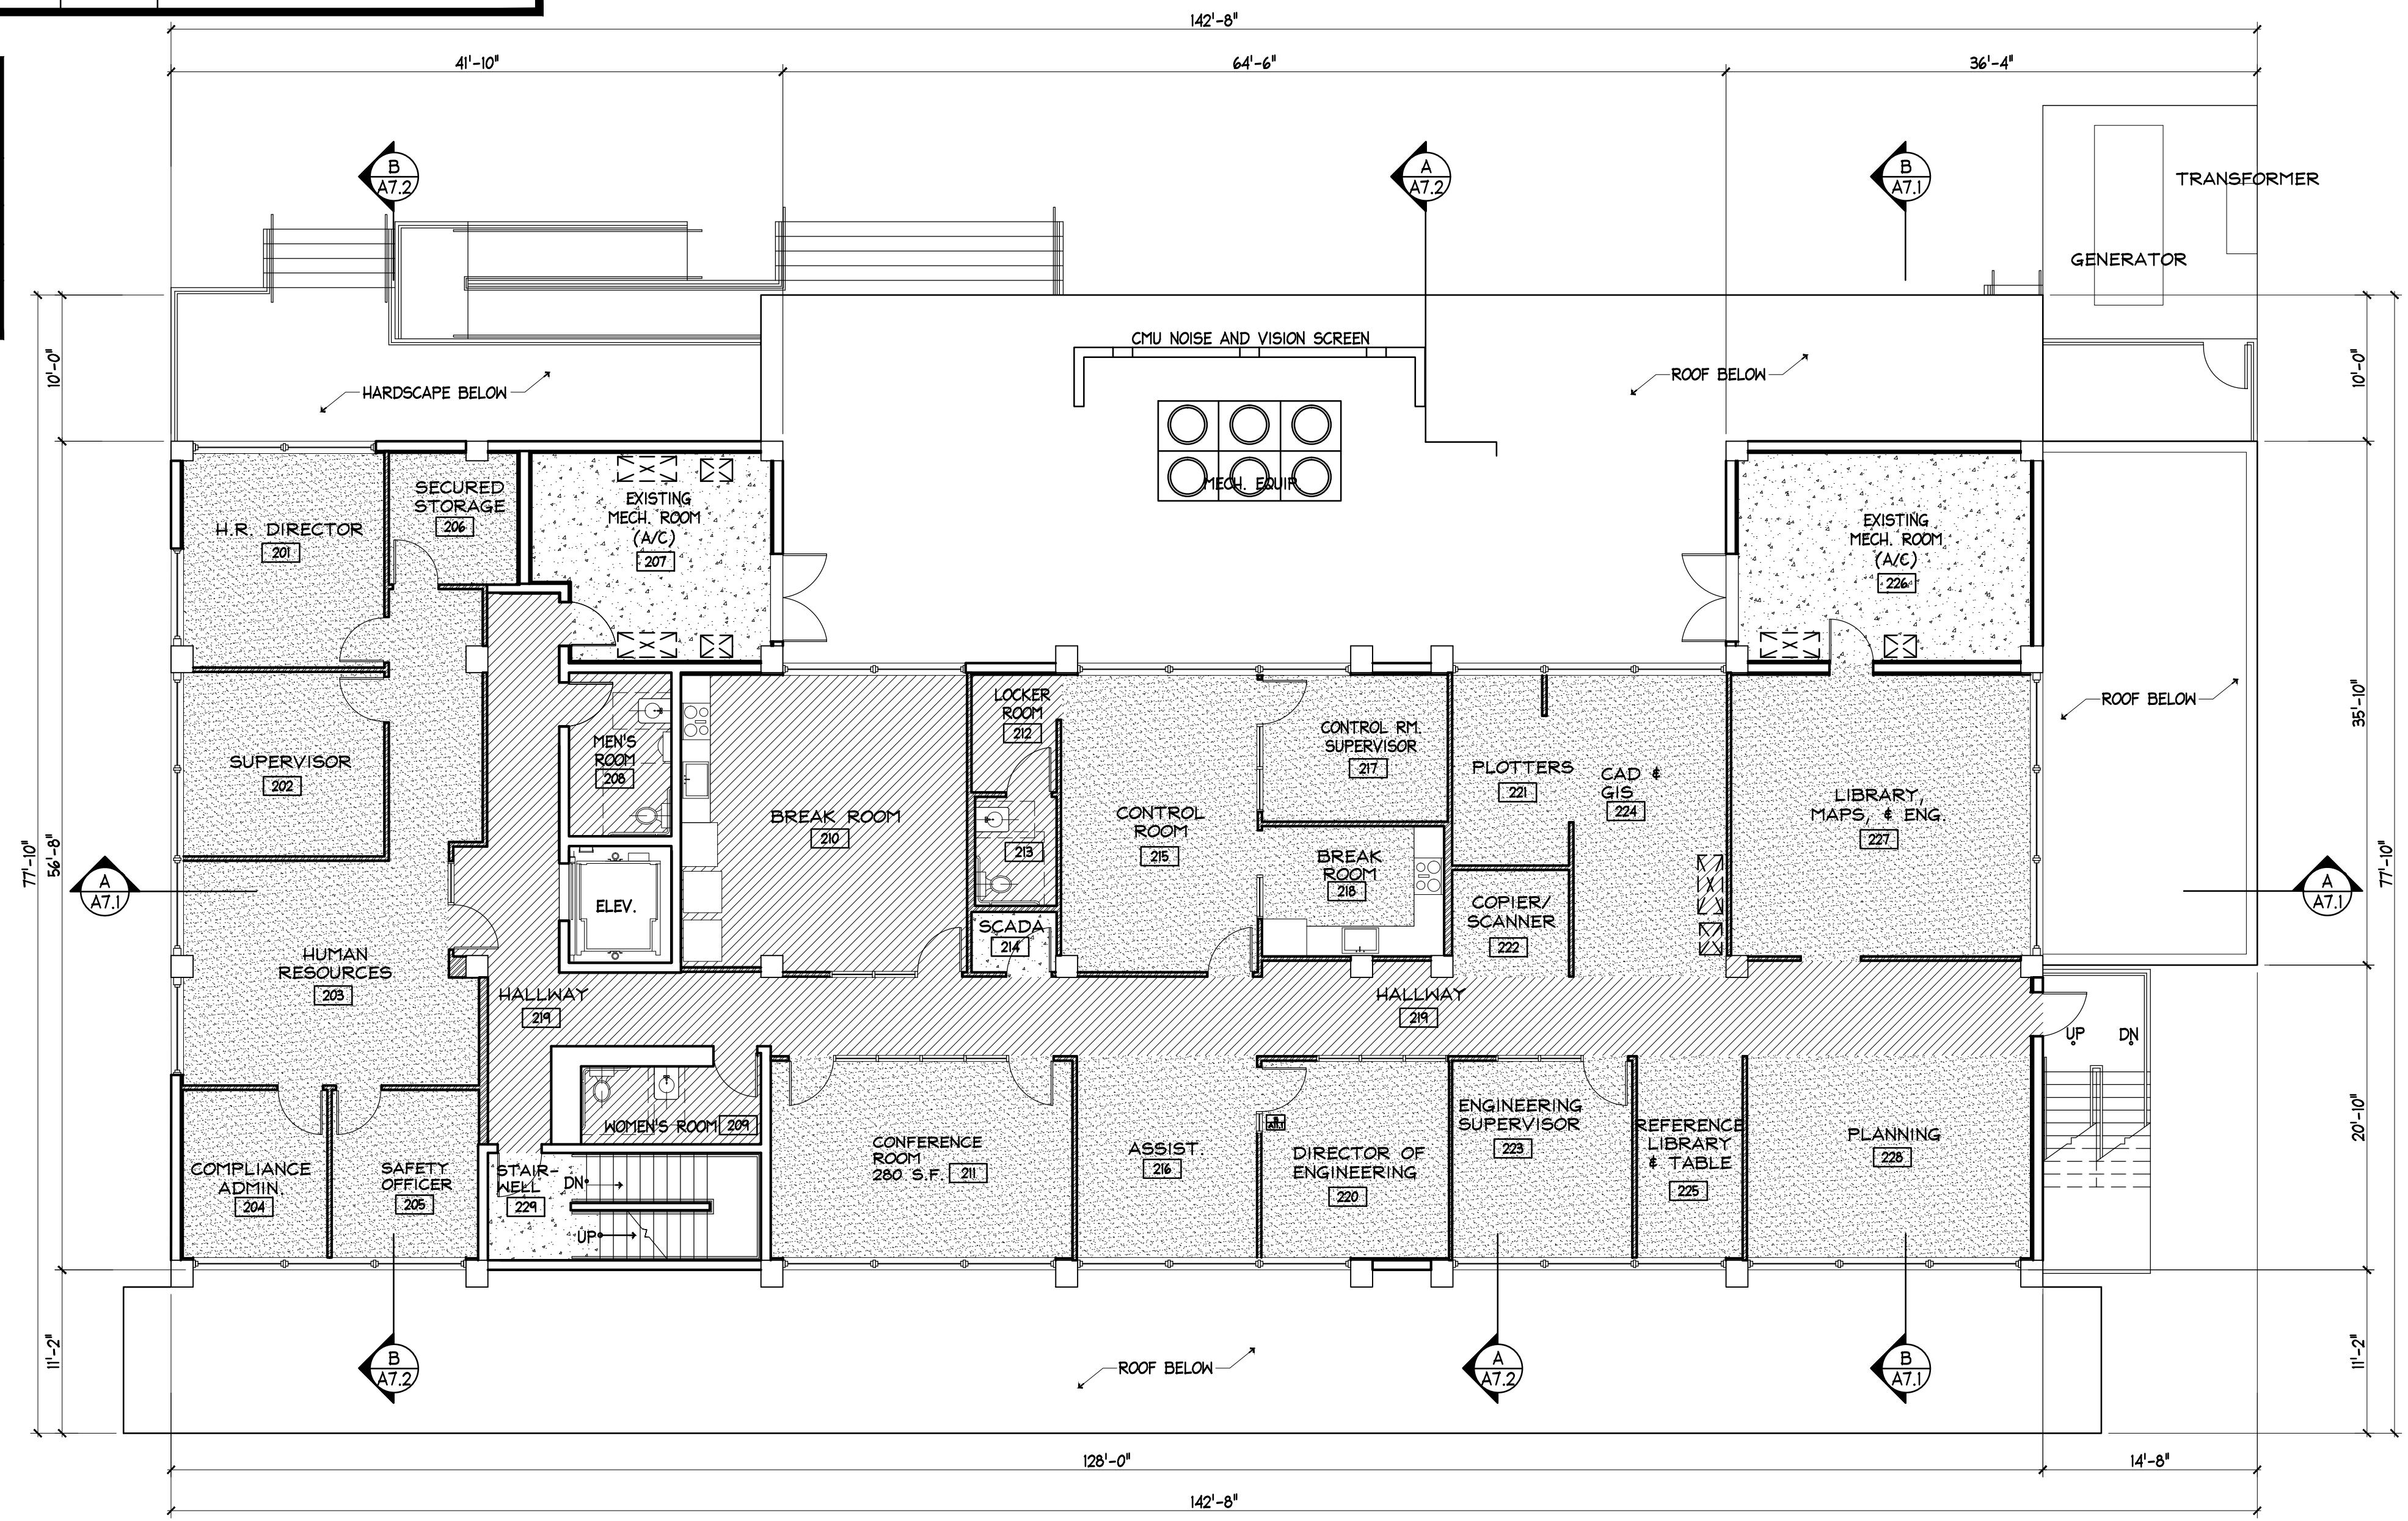 142'-8"
41'-10"
64'-6"
36'-4"
B
A7.2
A
A7.2
B
A7.1
TRANSFORMER
GENERATOR
CMU NOISE AND VISION SCREEN
10'-0"
HARDSCAPE BELOW
ROOF BELOW
10'-0"
MECH. EQUIP
SECURED
STORAGE
206
H.R. DIRECTOR
201
EXISTING
MECH. ROOM
(A/C)
207
EXISTING
MECH. ROOM
(A/C)
226
ROOF BELOW
35'-10"
SUPERVISOR
202
MEN'S
ROOM
208
BREAK ROOM
210
LOCKER
ROOM
212
213
CONTROL
ROOM
215
CONTROL RM.
SUPERVISOR
217
PLOTTERS
221
CAD &
GIS
224
LIBRARY,
MAPS, & ENG.
227
77'-10"
56'-8"
A
A7.1
ELEV.
SCADA
214
BREAK
ROOM
218
COPIER/
SCANNER
222
A
A7.1
77'-10"
HUMAN
RESOURCES
203
HALLWAY
219
HALLWAY
219
UP
DN
WOMEN'S ROOM 209
COMPLIANCE
ADMIN.
204
SAFETY
OFFICER
205
STAIR-
WELL
229
DN
UP
CONFERENCE
ROOM
280 S.F. 211
ASSIST.
216
DIRECTOR OF
ENGINEERING
220
ENGINEERING
SUPERVISOR
223
REFERENCE
LIBRARY
& TABLE
225
PLANNING
228
20'-10"
11'-2"
B
A7.2
ROOF BELOW
A
A7.2
B
A7.1
11'-2"
128'-0"
14'-8"
142'-8"